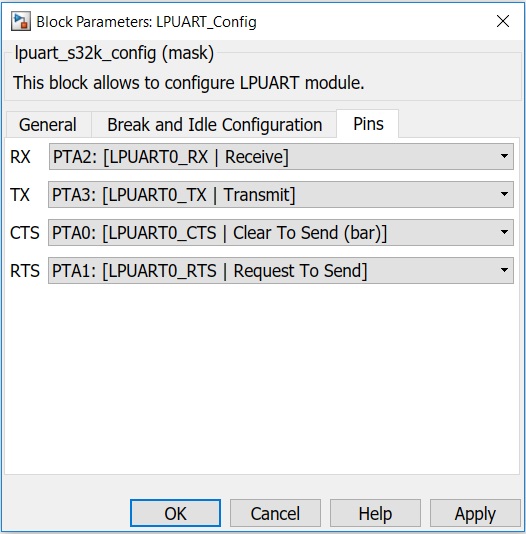 Block Parameters: LPUART_Config
lpuart_s32k_config (mask)
This block allows to configure LPUART module.
General Break and Idle Configuration Pins
RX PTA2: [LPUART0_RX | Receive]
TX PTA3: [LPUART0_TX | Transmit]
CTS PTA0: [LPUART0_CTS | Clear To Send (bar)]
RTS PTA1: [LPUART0_RTS | Request To Send]
OK Cancel Help Apply